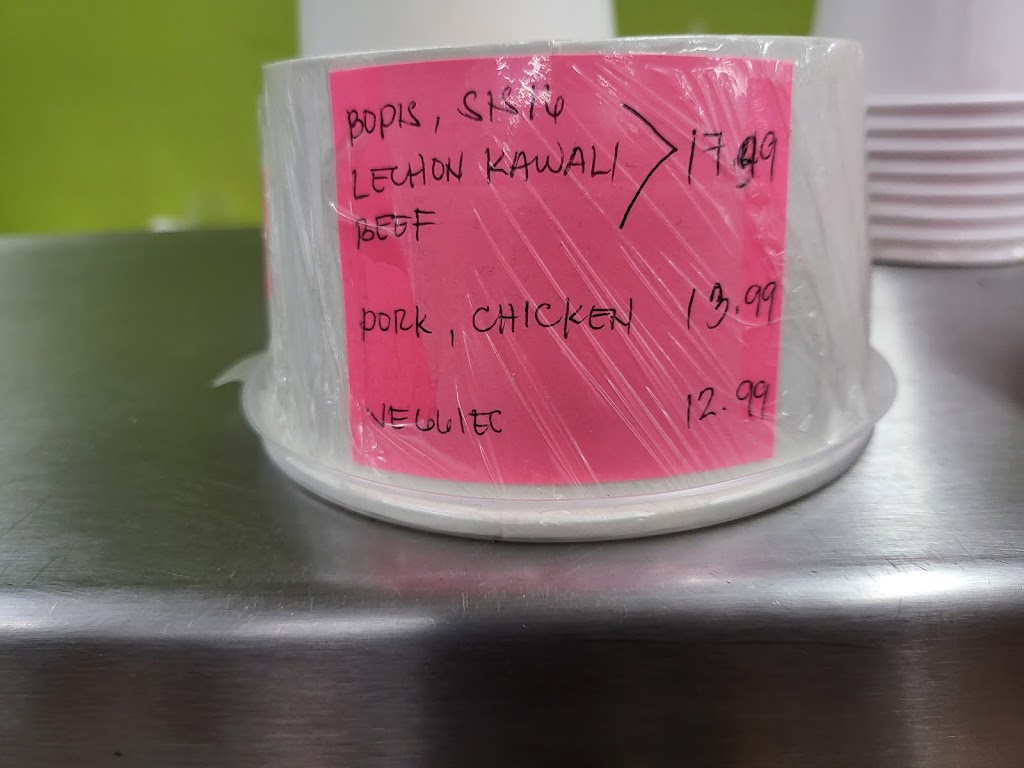 BOPIS, SISIG
LECHON KAWALI 17.99
BEEF
PORK, CHICKEN 13.99
VEGGIES 12.99